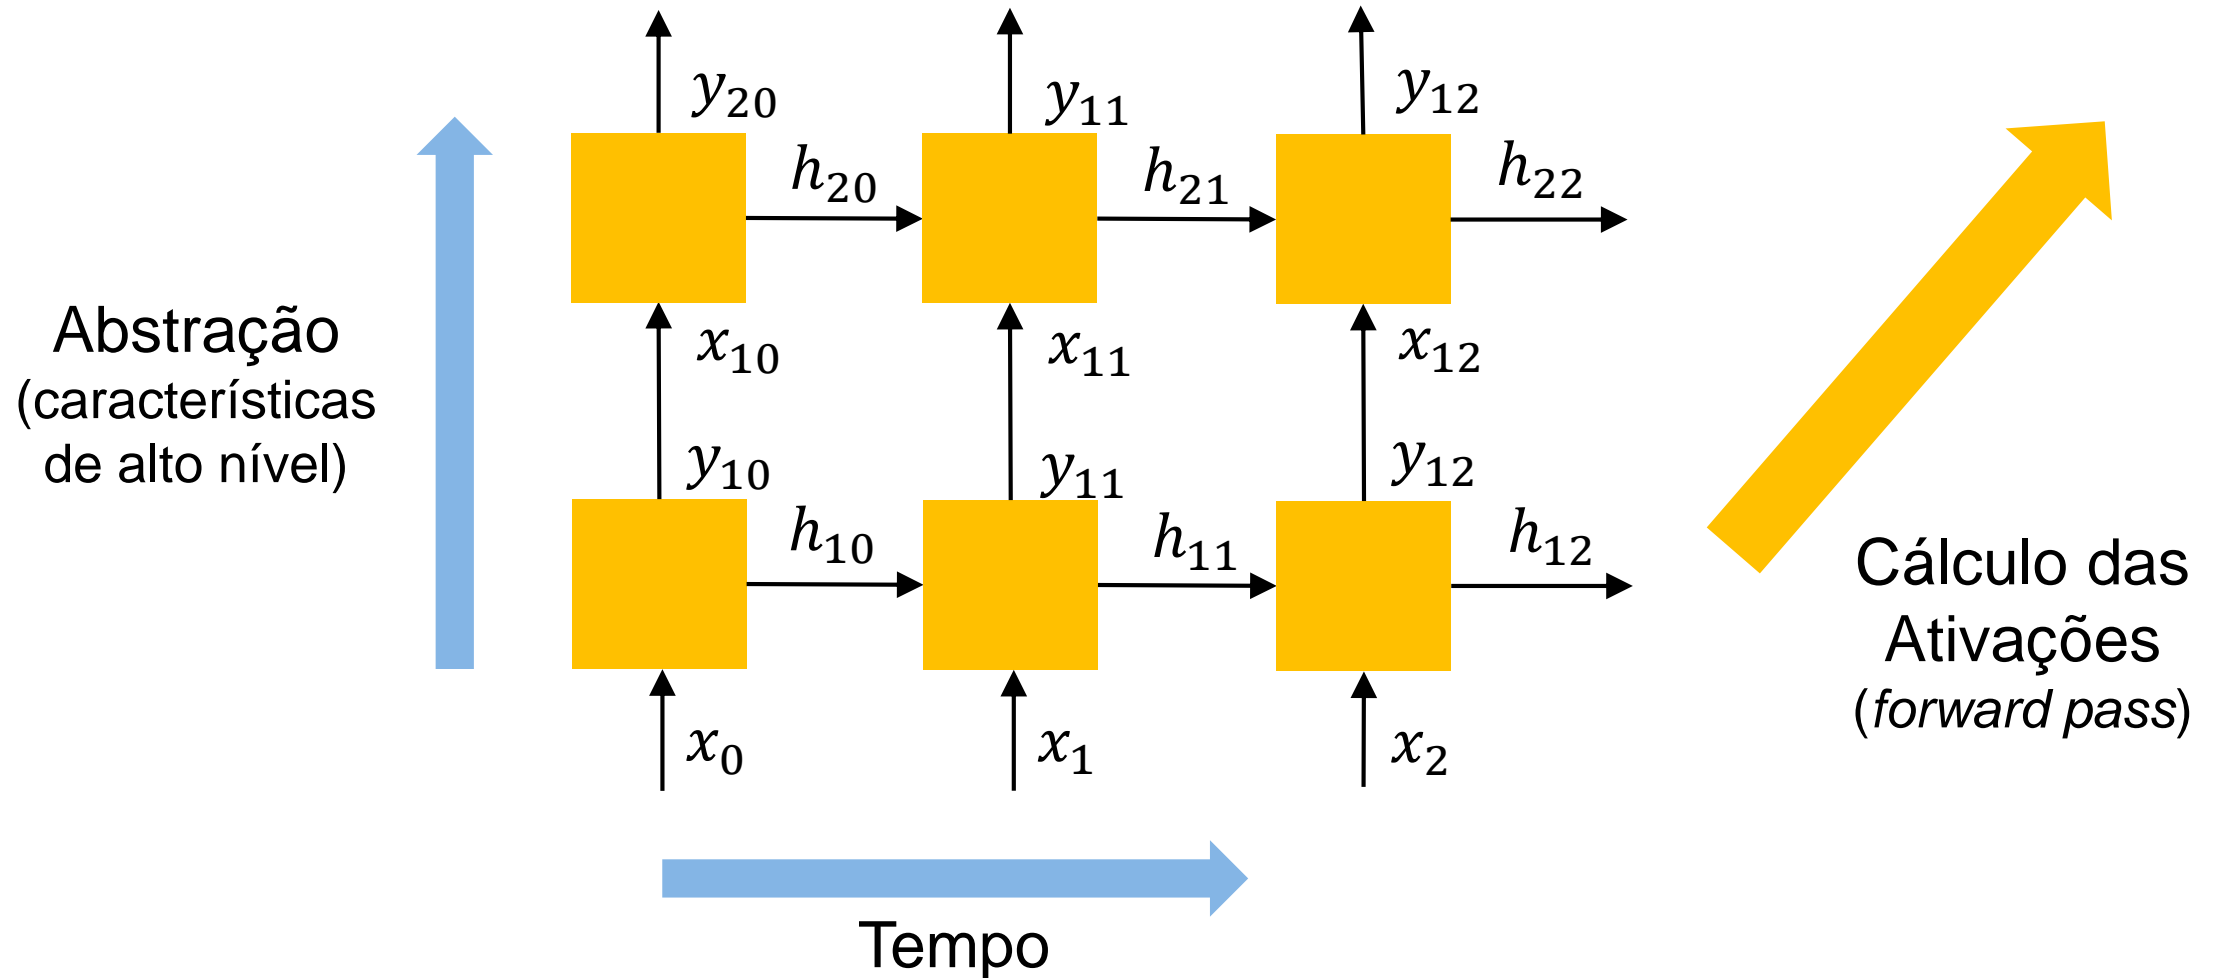 y₂₀ y₁₁ y₁₂
h₂₀ h₂₁ h₂₂
x₁₀ x₁₁ x₁₂
Abstração
(características
de alto nível)
y₁₀ y₁₁ y₁₂
h₁₀ h₁₁ h₁₂
x₀ x₁ x₂
Cálculo das
Ativações
(forward pass)
Tempo